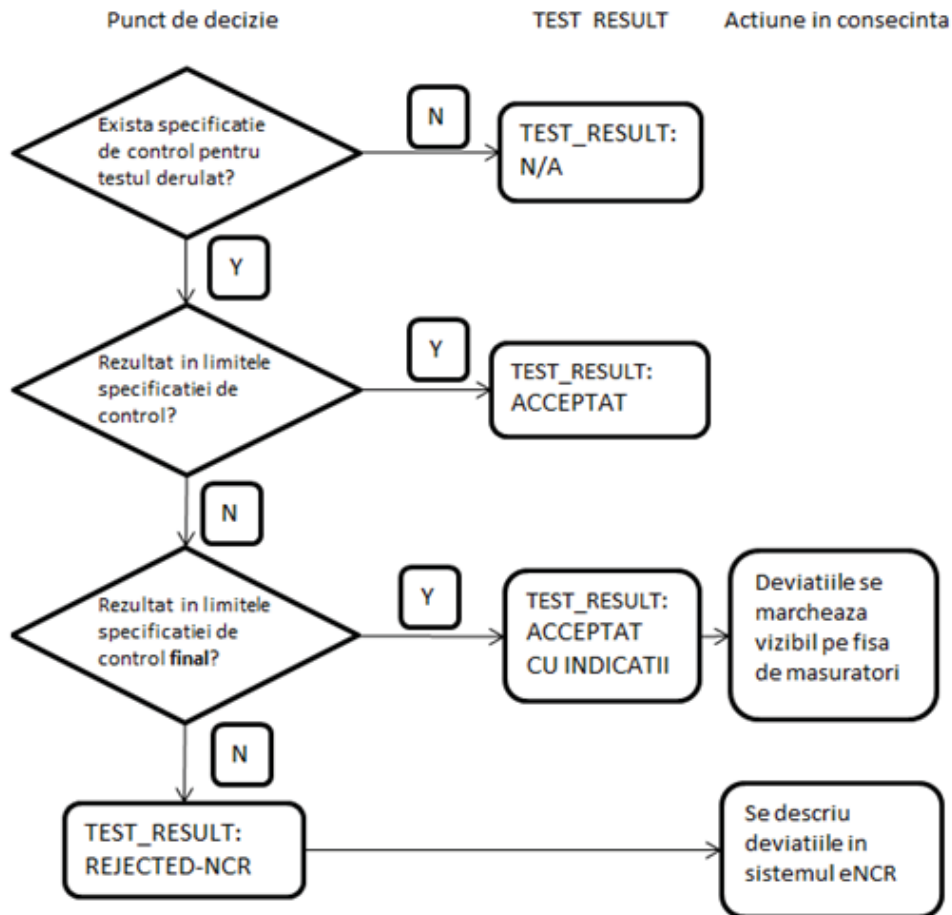 Punct de decizie
TEST RESULT
Actiune in consecinta
Exista specificatie
de control pentru
testul derulat?
N
TEST_RESULT:
N/A
Y
Rezultat in limitele
specificatiei de
control?
Y
TEST_RESULT:
ACCEPTAT
N
Rezultat in limitele
specificatiei de
control final?
Y
TEST_RESULT:
ACCEPTAT
CU INDICATII
Deviatiile se
marcheaza
vizibil pe fisa
de masuratori
N
TEST_RESULT:
REJECTED-NCR
Se descriu
deviatiile in
sistemul eNCR